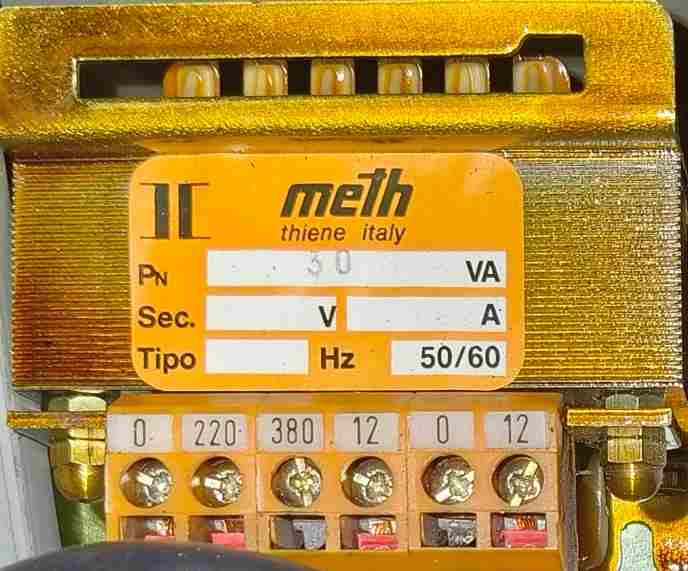 meth
thiene italy
PN 30 VA
Sec. V A
Tipo Hz 50/60
0 220 380 12 0 12